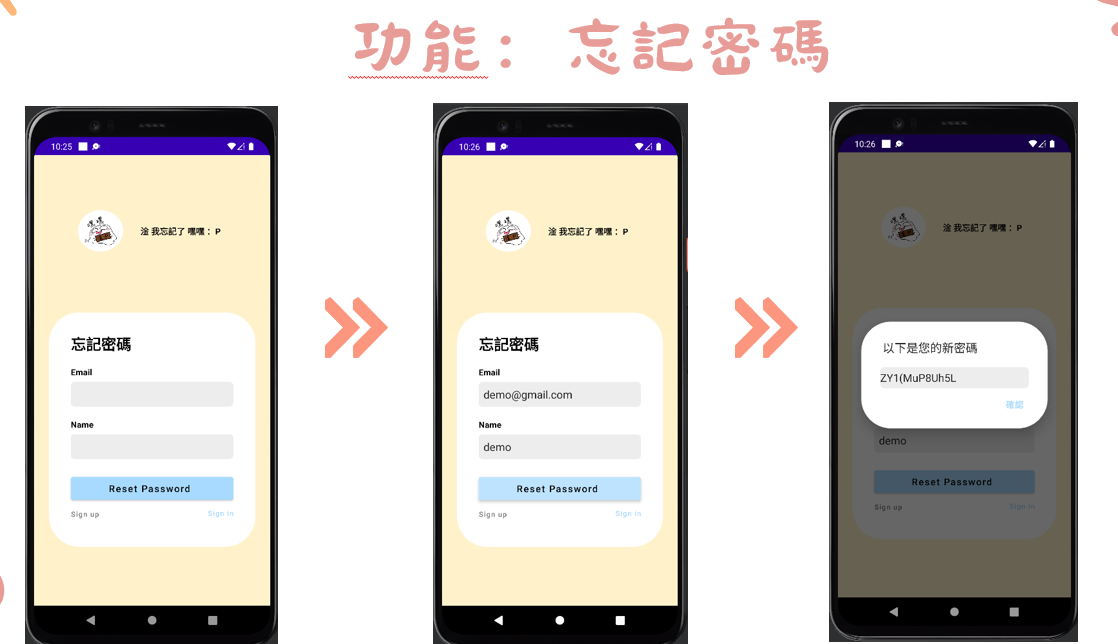 功能：忘記密碼
10:25
淦 我忘記了 嘿嘿：P
忘記密碼
Email
Name
Reset Password
Sign up
Sign in
10:26
淦 我忘記了 嘿嘿：P
忘記密碼
Email
demo@gmail.com
Name
demo
Reset Password
Sign up
Sign in
10:26
淦 我忘記了 嘿嘿：P
以下是您的新密碼
ZY1(MuP8Uh5L
確認
demo
Reset Password
Sign up
Sign in